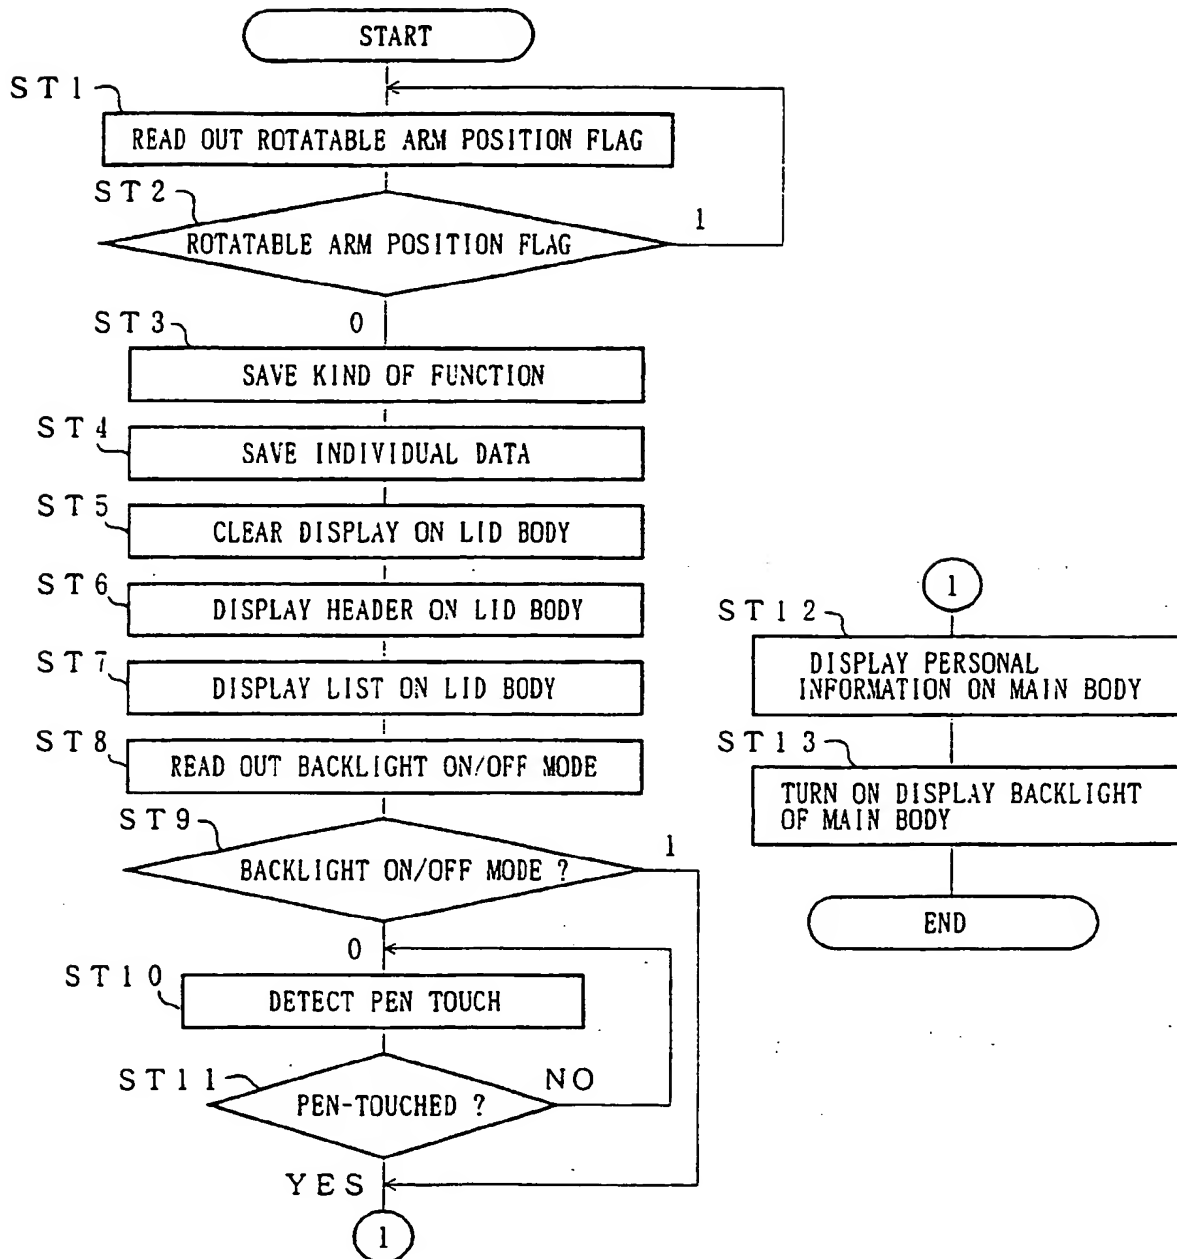 START
ST1
READ OUT ROTATABLE ARM POSITION FLAG
ST2
1
ROTATABLE ARM POSITION FLAG
0
ST3
SAVE KIND OF FUNCTION
ST4
SAVE INDIVIDUAL DATA
ST5
CLEAR DISPLAY ON LID BODY
ST6
DISPLAY HEADER ON LID BODY
ST7
DISPLAY LIST ON LID BODY
ST8
READ OUT BACKLIGHT ON/OFF MODE
ST9
1
BACKLIGHT ON/OFF MODE ?
0
ST10
DETECT PEN TOUCH
ST11
NO
PEN-TOUCHED ?
YES
1
1
ST12
DISPLAY PERSONAL
INFORMATION ON MAIN BODY
ST13
TURN ON DISPLAY BACKLIGHT
OF MAIN BODY
END